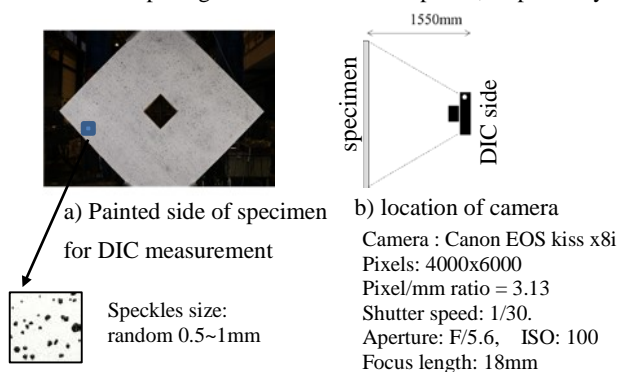 1550mm
specimen
DIC side
a) Painted side of specimen
for DIC measurement
b) location of camera
Camera : Canon EOS kiss x8i
Pixels: 4000x6000
Pixel/mm ratio = 3.13
Shutter speed: 1/30.
Aperture: F/5.6, ISO: 100
Focus length: 18mm
Speckles size:
random 0.5~1mm